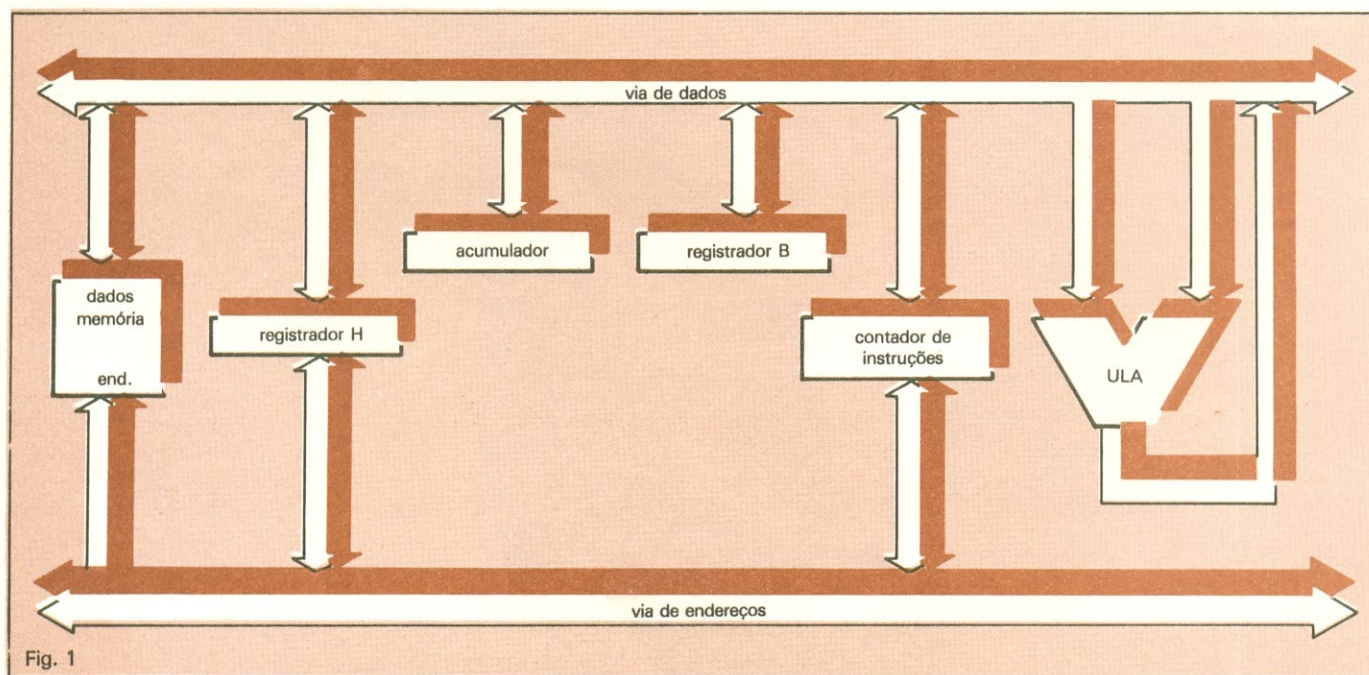 via de dados
acumulador
registrador B
dados
memória
end.
registrador H
contador de
instruções
ULA
via de endereços
Fig. 1